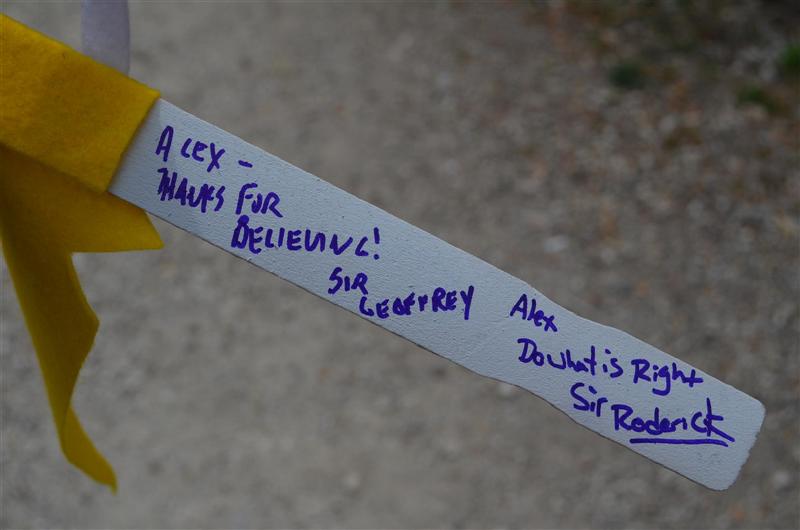 ALEX -
THANKS FOR
BELIEVING!
SIR
GEOFFREY
Alex
Do what is Right
Sir Roderick